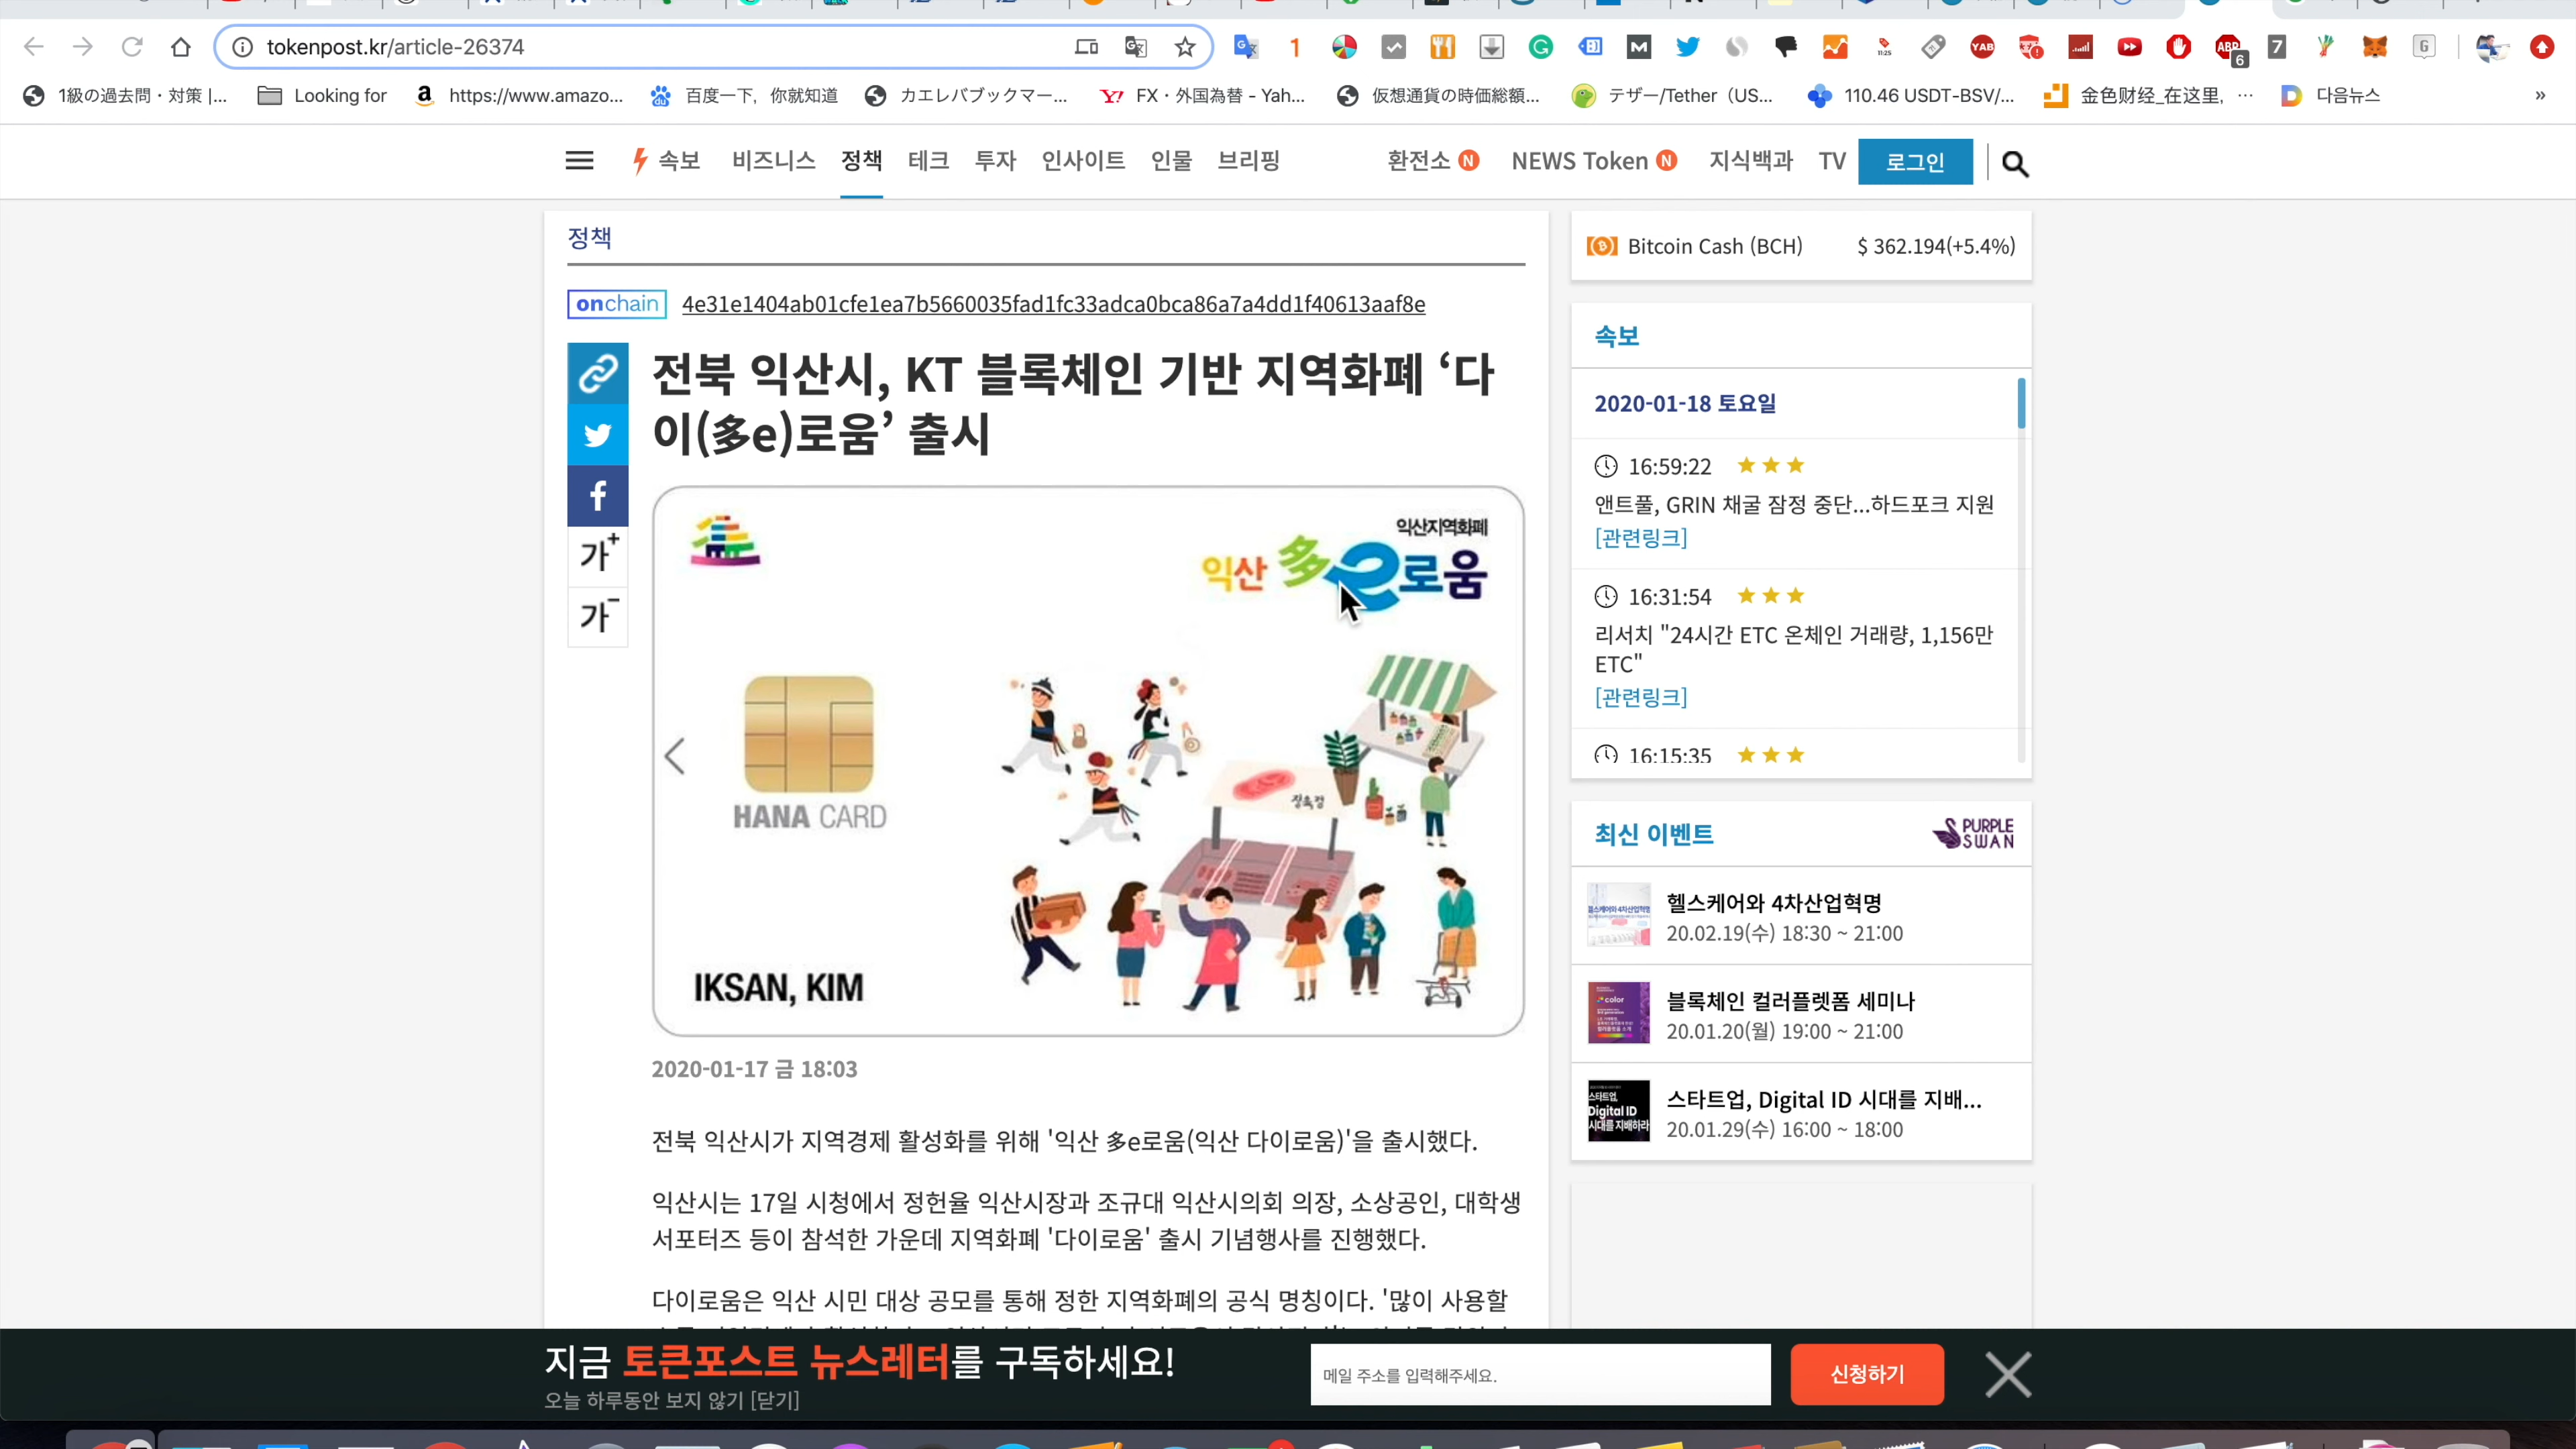 tokenpost.kr/article-26374
1級の過去問・対策 |...
Looking for
https://www.amazo...
百度一下，你就知道
カエレバブックマー...
FX・外国為替 - Yah...
仮想通貨の時価総額...
テザー/Tether（US...
110.46 USDT-BSV/...
金色财经_在这里, ...
다음뉴스
»
속보
비즈니스
정책
테크
투자
인사이트
인물
브리핑
환전소 N
NEWS Token N
지식백과
TV
로그인
정책
onchain 4e31e1404ab01cfe1ea7b5660035fad1fc33adca0bca86a7a4dd1f40613aaf8e
전북 익산시, KT 블록체인 기반 지역화폐 ‘다
이(多e)로움’ 출시
가+
가-
익산지역화폐
익산 多e로움
HANA CARD
정육점
IKSAN, KIM
2020-01-17 금 18:03
전북 익산시가 지역경제 활성화를 위해 '익산 多e로움(익산 다이로움)'을 출시했다.
익산시는 17일 시청에서 정헌율 익산시장과 조규대 익산시의회 의장, 소상공인, 대학생
서포터즈 등이 참석한 가운데 지역화폐 '다이로움' 출시 기념행사를 진행했다.
다이로움은 익산 시민 대상 공모를 통해 정한 지역화폐의 공식 명칭이다. '많이 사용할
Bitcoin Cash (BCH) $ 362.194(+5.4%)
속보
2020-01-18 토요일
16:59:22 ★★★
앤트풀, GRIN 채굴 잠정 중단...하드포크 지원
[관련링크]
16:31:54 ★★★
리서치 "24시간 ETC 온체인 거래량, 1,156만
ETC"
[관련링크]
16:15:35 ★★★
최신 이벤트
PURPLE
SWAN
헬스케어와 4차산업혁명
20.02.19(수) 18:30 ~ 21:00
color
블록체인 컬러플렛폼 세미나
20.01.20(월) 19:00 ~ 21:00
스타트업,
Digital ID
시대를 지배하라
스타트업, Digital ID 시대를 지배...
20.01.29(수) 16:00 ~ 18:00
지금 토큰포스트 뉴스레터를 구독하세요!
오늘 하루동안 보지 않기 [닫기]
메일 주소를 입력해주세요.
신청하기